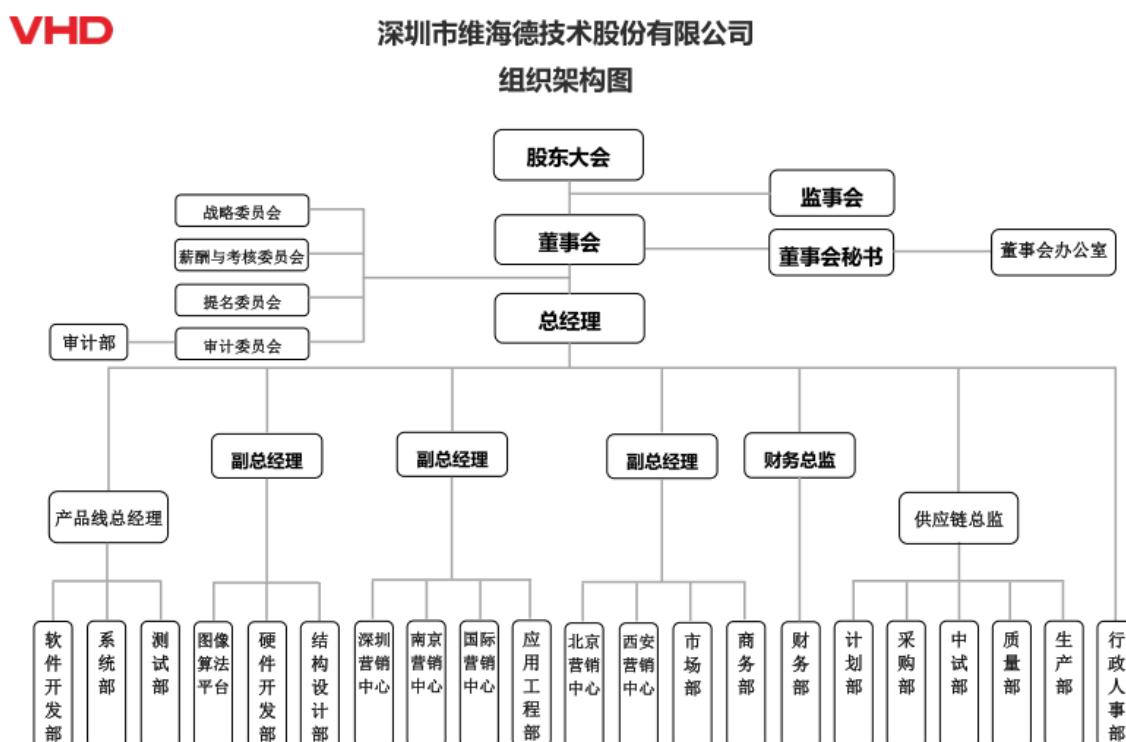 VHD
深圳市维海德技术股份有限公司
组织架构图
股东大会
监事会
战略委员会
董事会
董事会秘书
董事会办公室
薪酬与考核委员会
提名委员会
总经理
审计部
审计委员会
副总经理
副总经理
副总经理
财务总监
产品线总经理
供应链总监
软件开发部
系统部
测试部
图像算法平台
硬件开发部
结构设计部
深圳营销中心
南京营销中心
国际营销中心
应用工程部
北京营销中心
西安营销中心
市场部
商务部
财务部
计划部
采购部
中试部
质量部
生产部
行政人事部